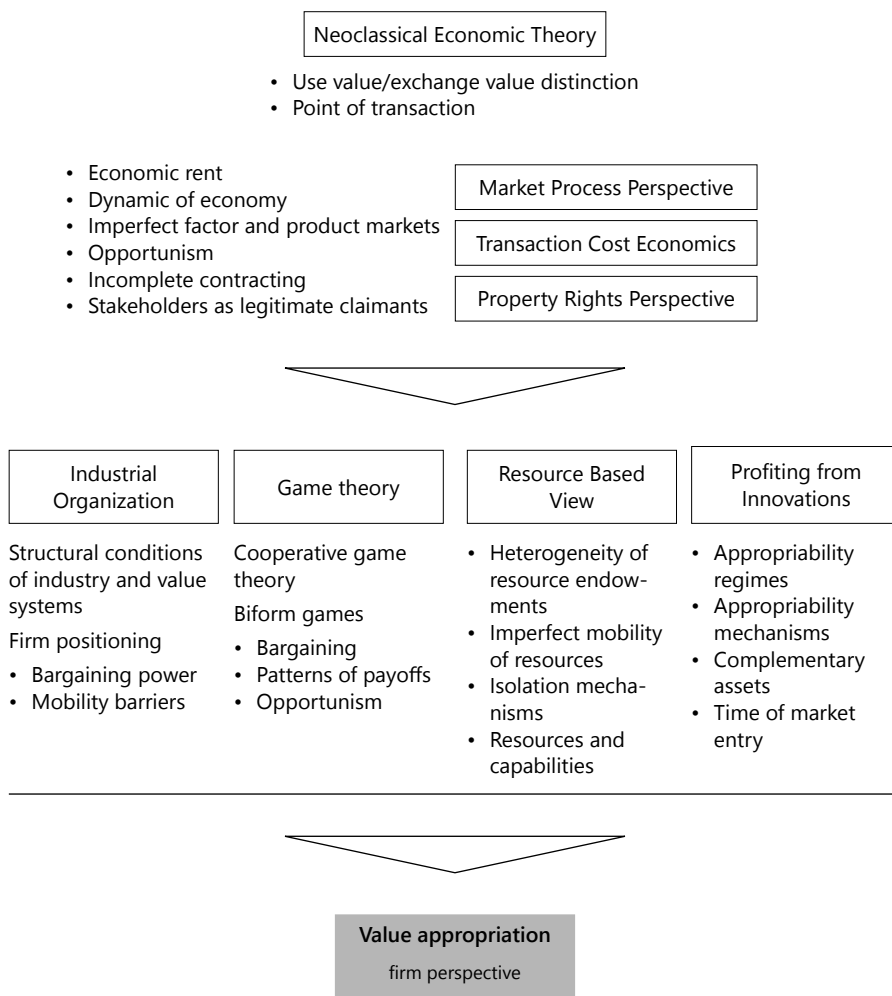 Neoclassical Economic Theory
• Use value/exchange value distinction
• Point of transaction
• Economic rent
• Dynamic of economy
• Imperfect factor and product markets
• Opportunism
• Incomplete contracting
• Stakeholders as legitimate claimants
Market Process Perspective
Transaction Cost Economics
Property Rights Perspective
Industrial
Organization
Structural conditions
of industry and value
systems
Firm positioning
• Bargaining power
• Mobility barriers
Game theory
Cooperative game
theory
Biform games
• Bargaining
• Patterns of payoffs
• Opportunism
Resource Based
View
• Heterogeneity of
resource endow-
ments
• Imperfect mobility
of resources
• Isolation mecha-
nisms
• Resources and
capabilities
Profiting from
Innovations
• Appropriability
regimes
• Appropriability
mechanisms
• Complementary
assets
• Time of market
entry
Value appropriation
firm perspective